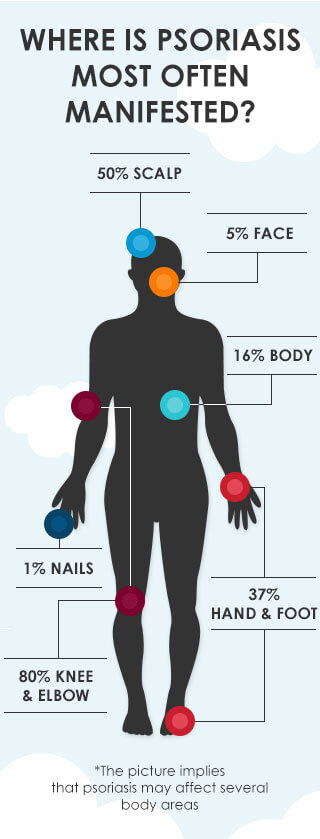 WHERE IS PSORIASIS
MOST OFTEN
MANIFESTED?
50% SCALP
5% FACE
16% BODY
1% NAILS
37%
HAND & FOOT
80% KNEE
& ELBOW
*The picture implies
that psoriasis may affect several
body areas